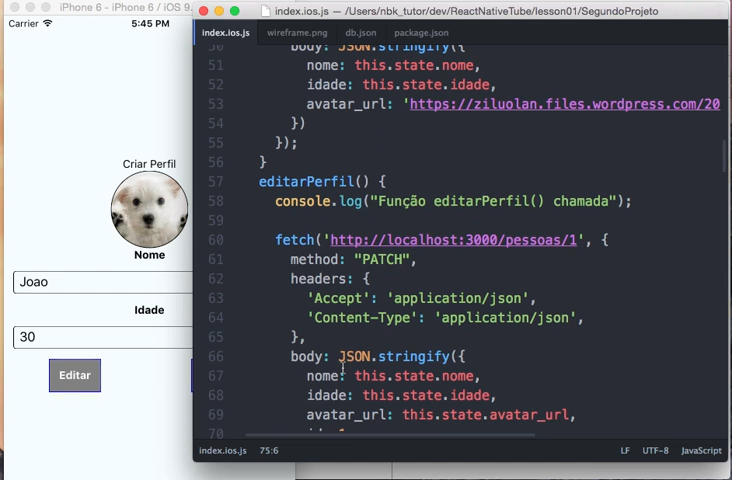 iPhone 6 - iPhone 6 / iOS 9.
Carrier 5:45 PM
Criar Perfil
Nome
Joao
Idade
30
Editar
index.ios.js — /Users/nbk_tutor/dev/ReactNativeTube/lesson01/SegundoProjeto
index.ios.js wireframe.png db.json package.json
50 body: JSON.stringify({
51 nome: this.state.nome,
52 idade: this.state.idade,
53 avatar_url: 'https://ziluolan.files.wordpress.com/20
54 })
55 });
56 }
57 editarPerfil() {
58 console.log("Função editarPerfil() chamada");
59
60 fetch('http://localhost:3000/pessoas/1', {
61 method: "PATCH",
62 headers: {
63 'Accept': 'application/json',
64 'Content-Type': 'application/json',
65 },
66 body: JSON.stringify({
67 nome: this.state.nome,
68 idade: this.state.idade,
69 avatar_url: this.state.avatar_url,
70
index.ios.js 75:6 LF UTF-8 JavaScript